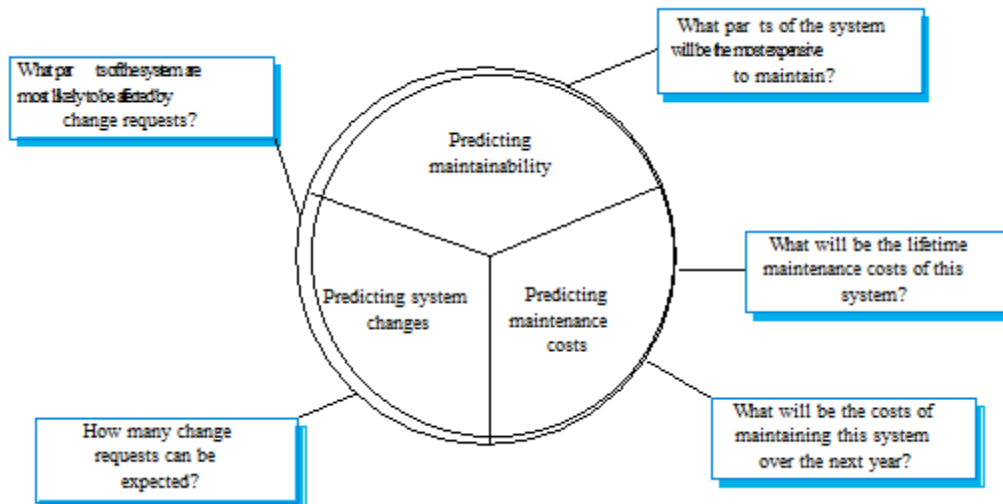 What par ts of the system
will be the most expensive
to maintain?
What par ts of the system are
most likely to be affected by
change requests?
Predicting
maintainability
What will be the lifetime
maintenance costs of this
system?
Predicting system
changes
Predicting
maintenance
costs
What will be the costs of
maintaining this system
over the next year?
How many change
requests can be
expected?